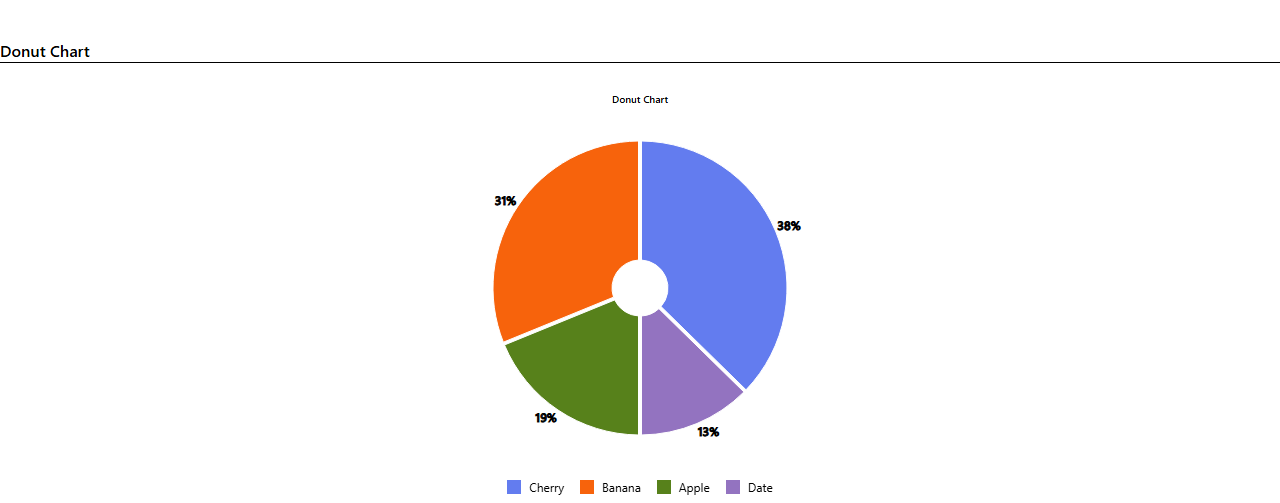 Donut Chart
Donut Chart
31%
38%
19%
13%
Cherry Banana Apple Date